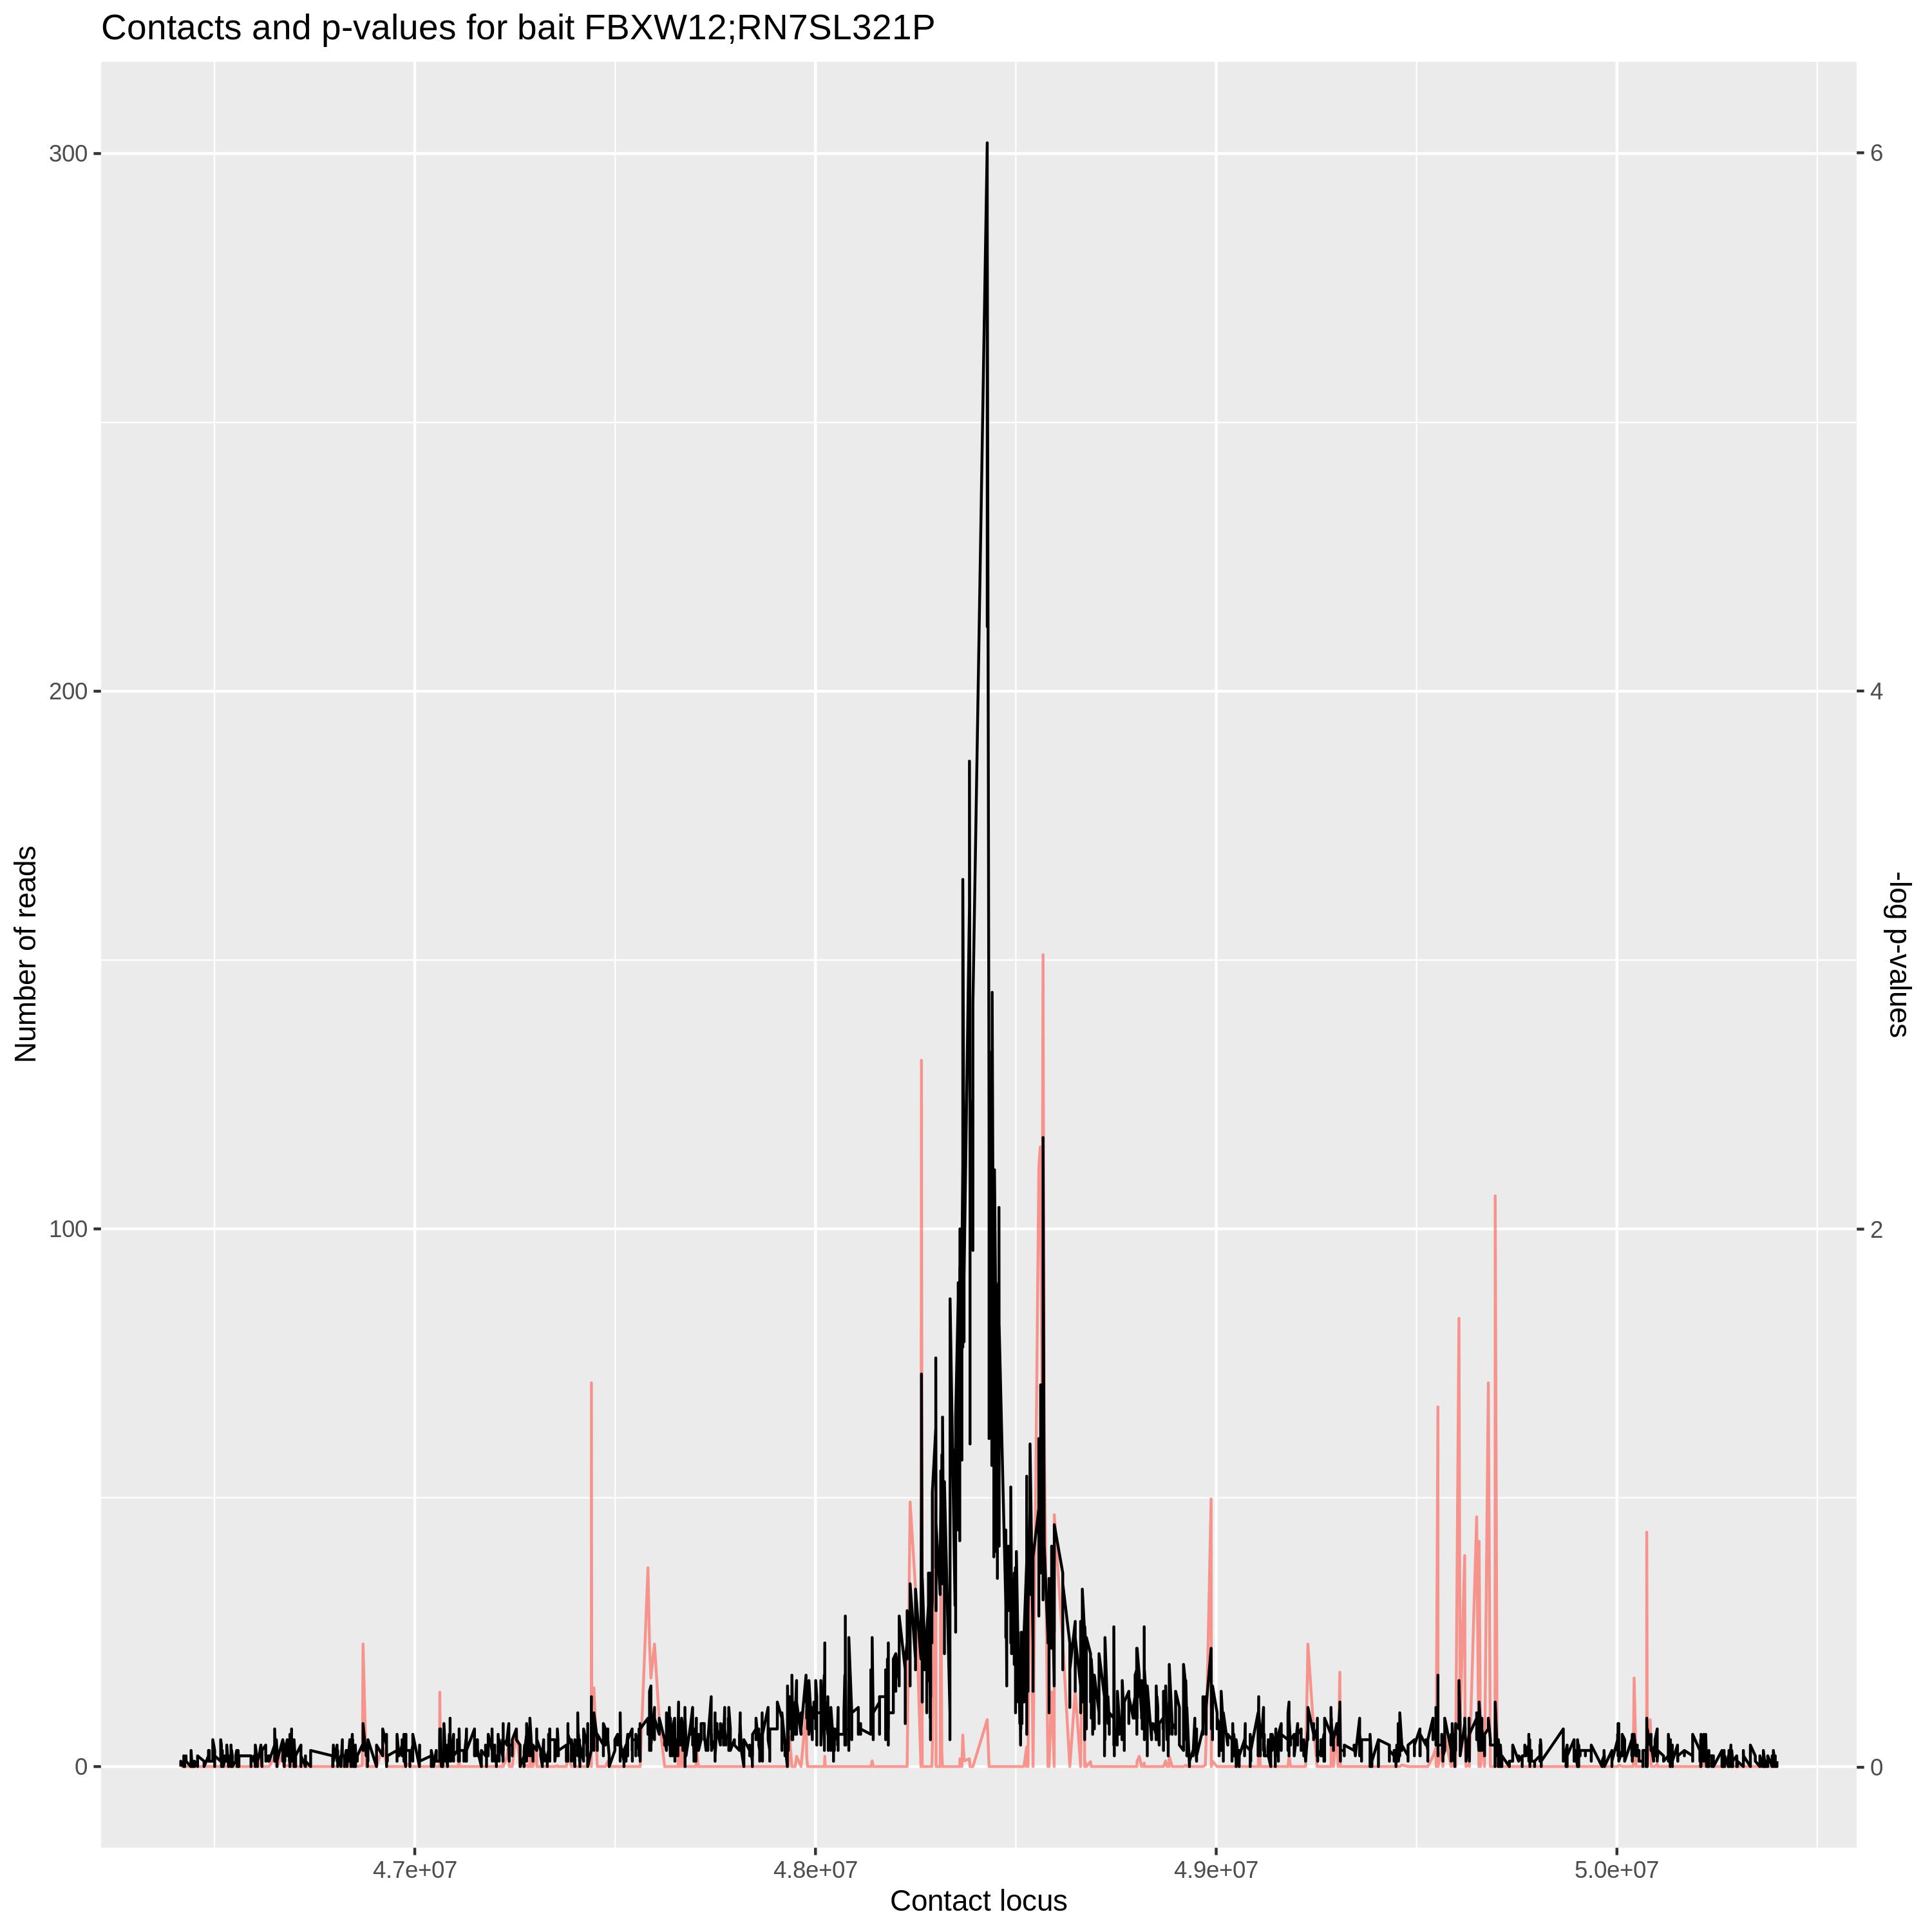 Contacts and p-values for bait FBXW12;RN7SL321P
300
200
100
0
Number of reads
6
4
2
0
-log p-values
4.7e+07
4.8e+07
4.9e+07
5.0e+07
Contact locus